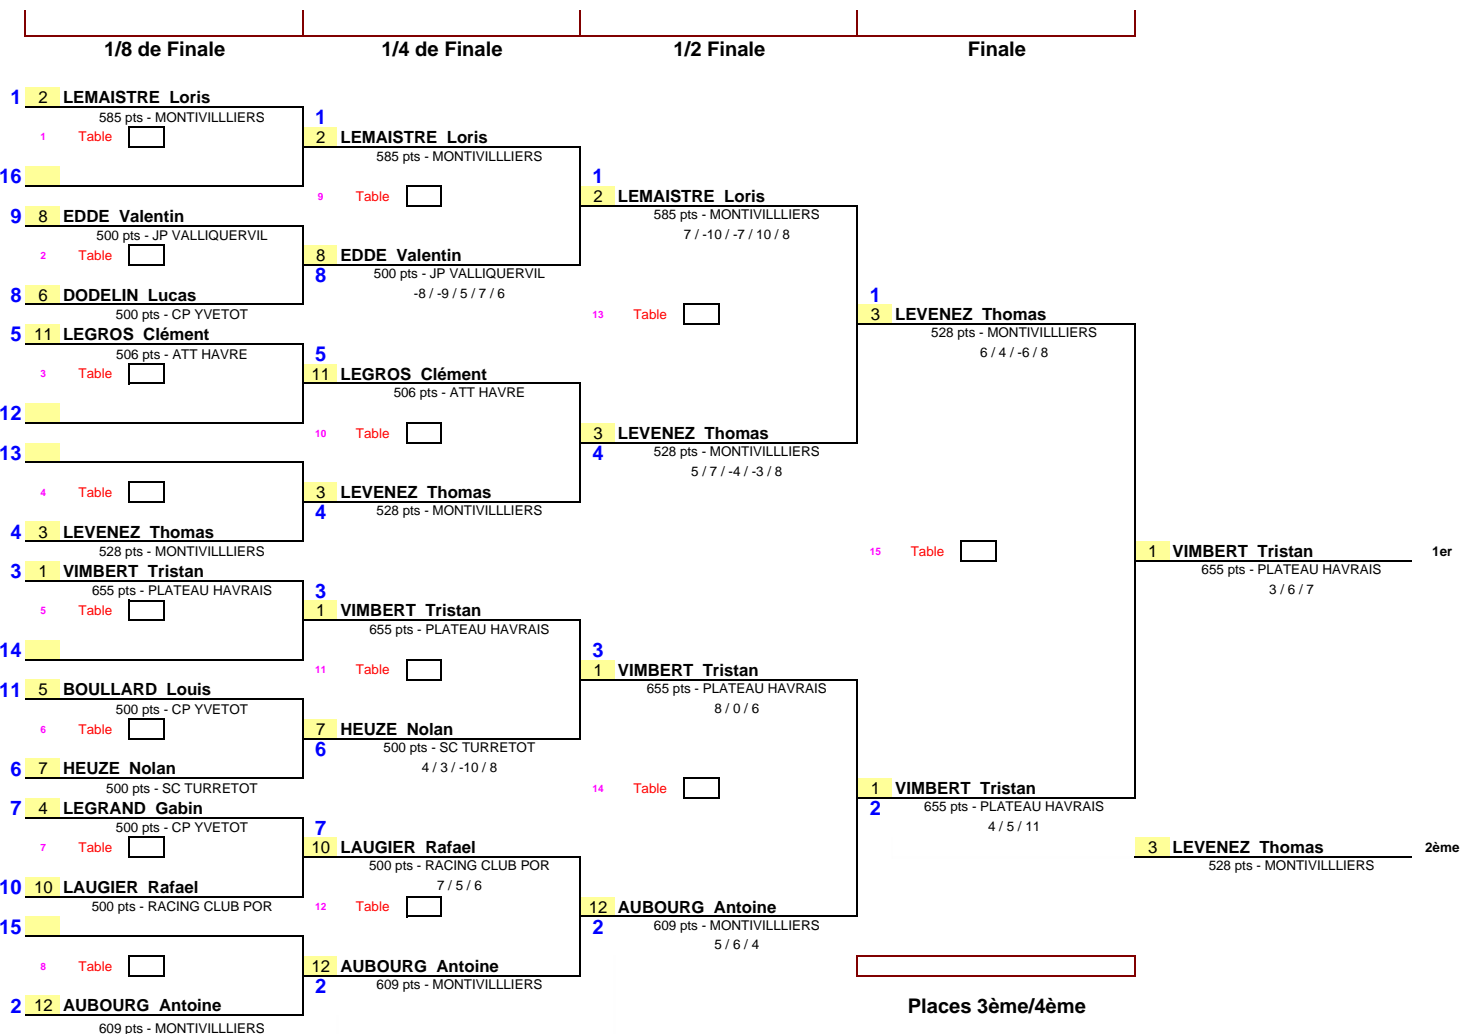 1/8 de Finale 1/4 de Finale 1/2 Finale Finale
1 2 LEMAISTRE Loris
585 pts - MONTIVILLLIERS
1 Table
16
9 8 EDDE Valentin
500 pts - JP VALLIQUERVIL
2 Table
8 6 DODELIN Lucas
500 pts - CP YVETOT
5 11 LEGROS Clément
506 pts - ATT HAVRE
3 Table
12
13
4 Table
4 3 LEVENEZ Thomas
528 pts - MONTIVILLLIERS
3 1 VIMBERT Tristan
655 pts - PLATEAU HAVRAIS
5 Table
14
11 5 BOULLARD Louis
500 pts - CP YVETOT
6 Table
6 7 HEUZE Nolan
500 pts - SC TURRETOT
7 4 LEGRAND Gabin
500 pts - CP YVETOT
7 Table
10 10 LAUGIER Rafael
500 pts - RACING CLUB POR
15
8 Table
2 12 AUBOURG Antoine
609 pts - MONTIVILLLIERS
1
2 LEMAISTRE Loris
585 pts - MONTIVILLLIERS
9 Table
8 EDDE Valentin
8 500 pts - JP VALLIQUERVIL
-8 / -9 / 5 / 7 / 6
5
11 LEGROS Clément
506 pts - ATT HAVRE
10 Table
3 LEVENEZ Thomas
4 528 pts - MONTIVILLLIERS
3
1 VIMBERT Tristan
655 pts - PLATEAU HAVRAIS
11 Table
7 HEUZE Nolan
6 500 pts - SC TURRETOT
4 / 3 / -10 / 8
7
10 LAUGIER Rafael
500 pts - RACING CLUB POR
7 / 5 / 6
12 Table
12 AUBOURG Antoine
2 609 pts - MONTIVILLLIERS
1
2 LEMAISTRE Loris
585 pts - MONTIVILLLIERS
7 / -10 / -7 / 10 / 8
13 Table
3 LEVENEZ Thomas
4 528 pts - MONTIVILLLIERS
5 / 7 / -4 / -3 / 8
3
1 VIMBERT Tristan
655 pts - PLATEAU HAVRAIS
8 / 0 / 6
14 Table
12 AUBOURG Antoine
2 609 pts - MONTIVILLLIERS
5 / 6 / 4
1
3 LEVENEZ Thomas
528 pts - MONTIVILLLIERS
6 / 4 / -6 / 8
15 Table
1 VIMBERT Tristan
2 655 pts - PLATEAU HAVRAIS
4 / 5 / 11
1 VIMBERT Tristan 1er
655 pts - PLATEAU HAVRAIS
3 / 6 / 7
3 LEVENEZ Thomas 2ème
528 pts - MONTIVILLLIERS
Places 3ème/4ème